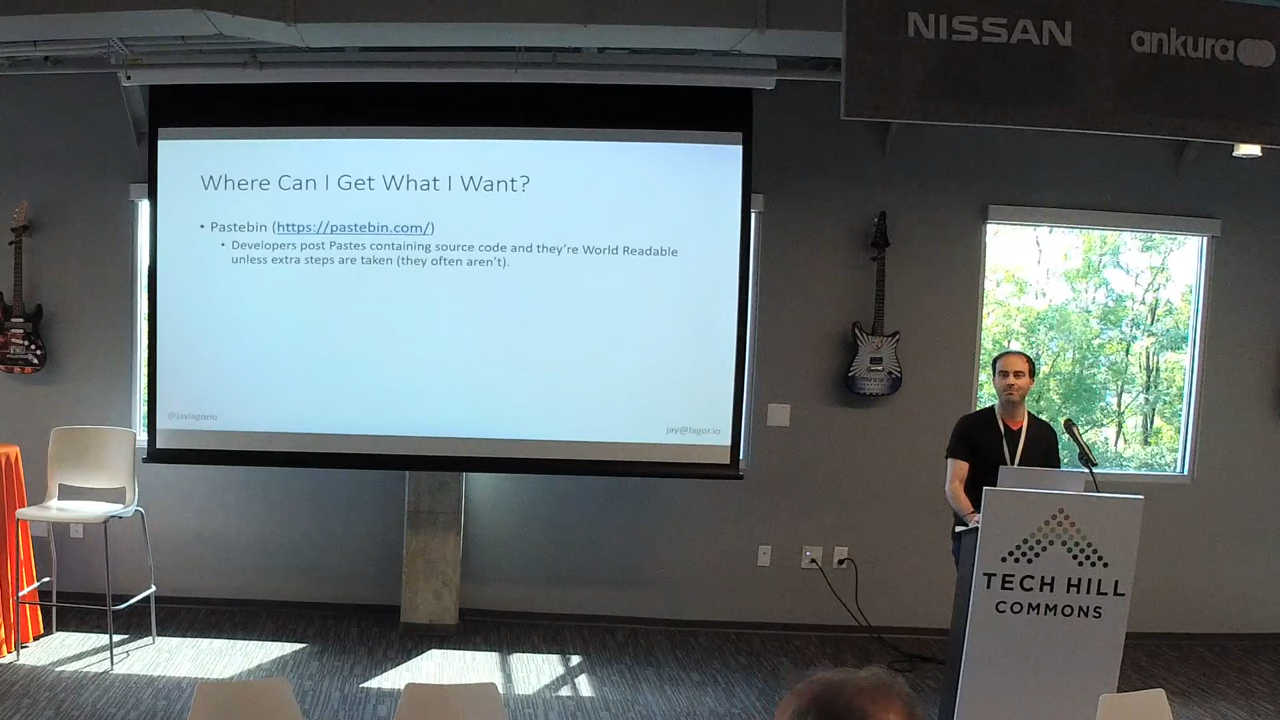 NISSAN
ankura
Where Can I Get What I Want?
• Pastebin (https://pastebin.com/)
• Developers post Pastes containing source code and they're World Readable
unless extra steps are taken (they often aren't).
@jaylagorio
jay@lagor.io
TECH HILL
COMMONS